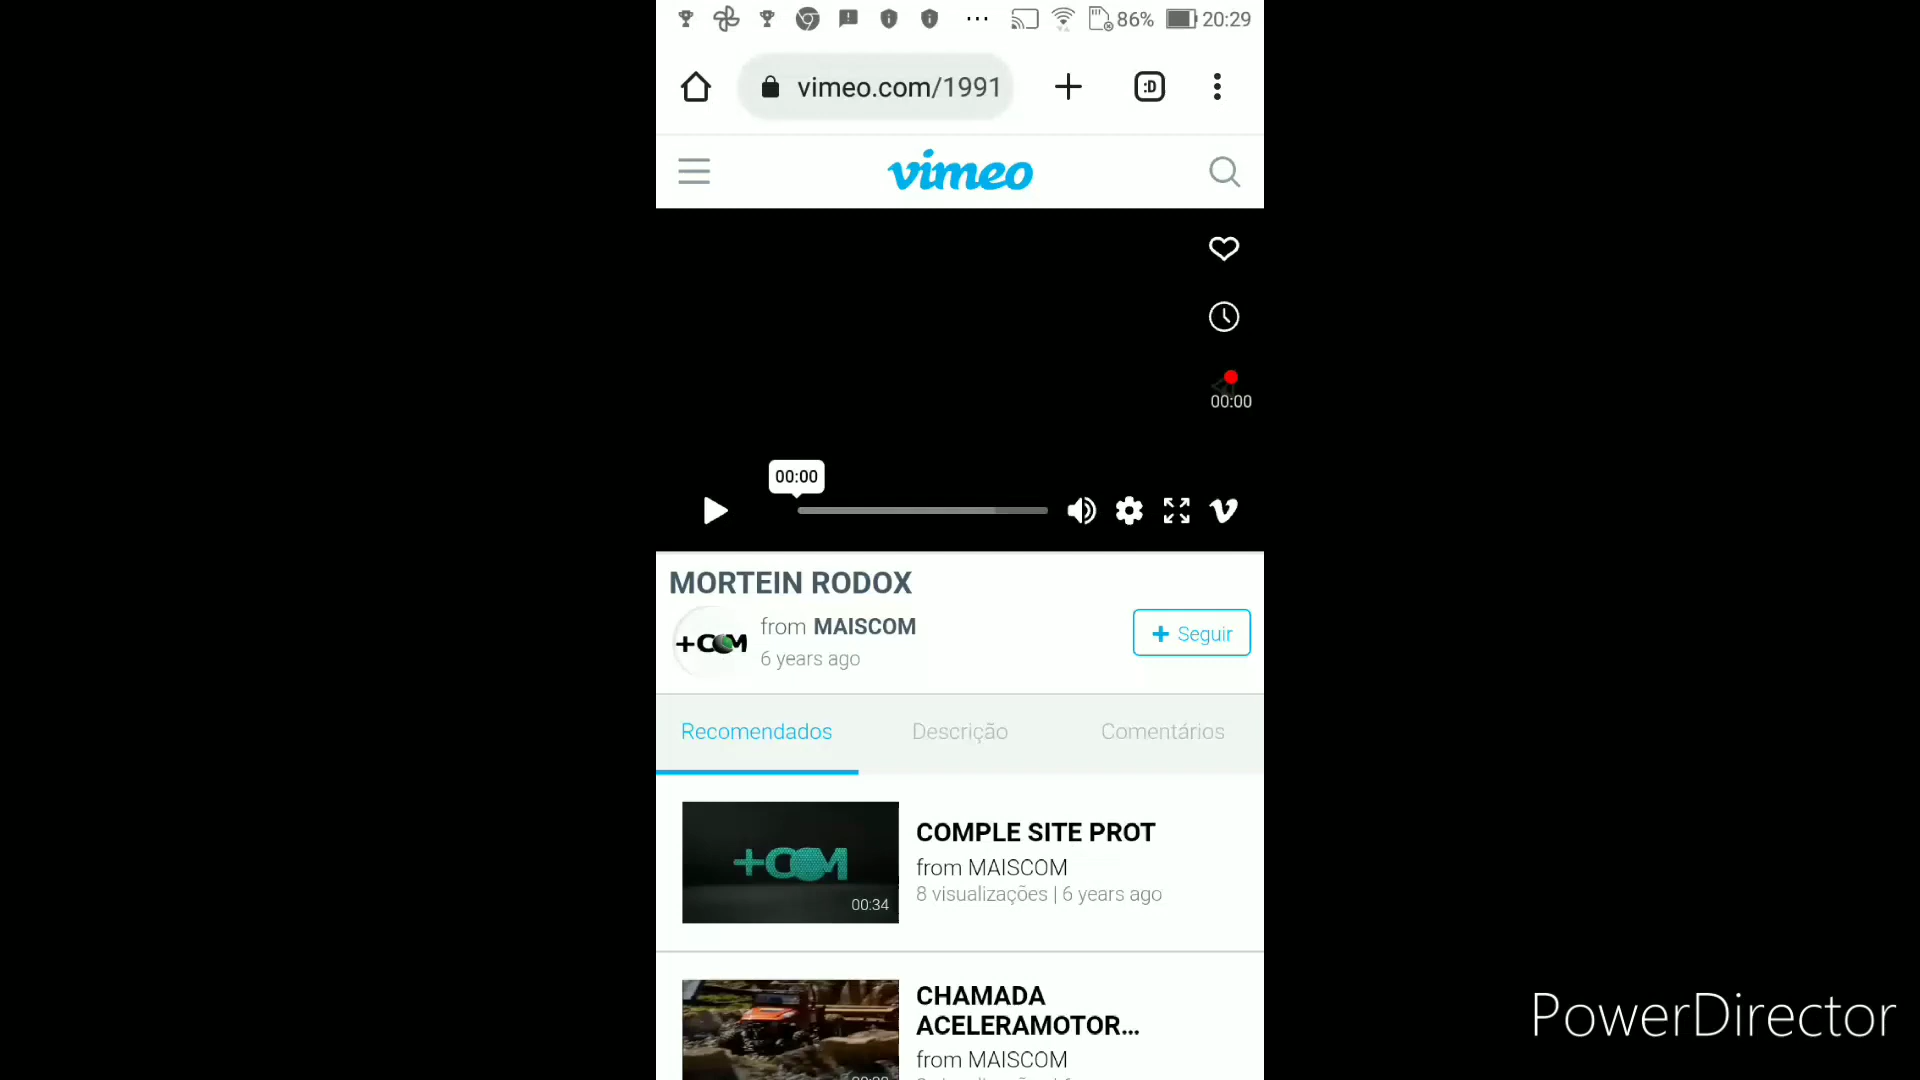 86% 20:29
vimeo.com/1991
:D
vimeo
00:00
00:00
MORTEIN RODOX
+COM
from MAISCOM
6 years ago
+ Seguir
Recomendados Descrição Comentários
+COM
00:34
COMPLE SITE PROT
from MAISCOM
8 visualizações | 6 years ago
CHAMADA
ACELERAMOTOR...
from MAISCOM
PowerDirector